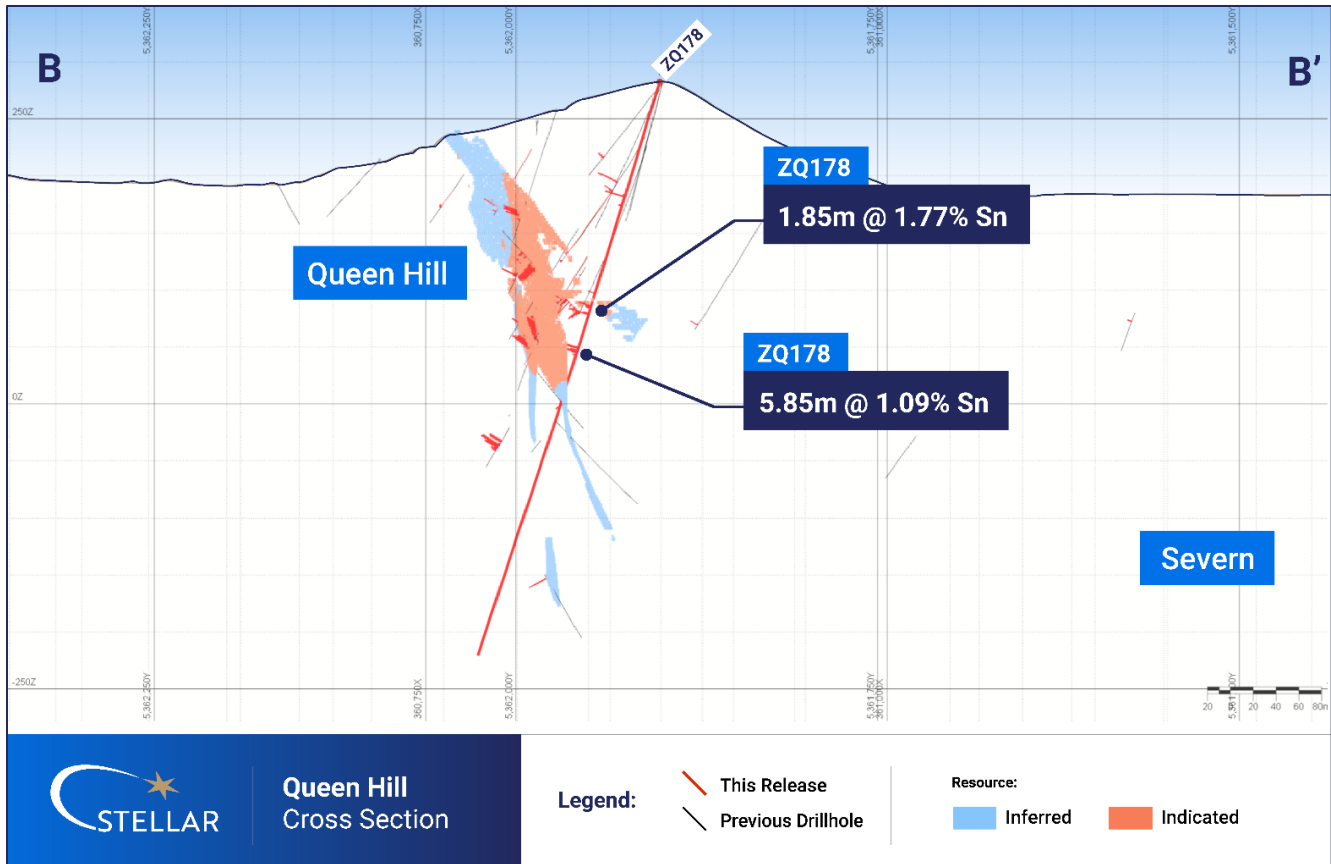 B
B’
5,362,250Y
360,750X
5,362,000Y
5,361,750Y
361,000X
5,361,500Y
ZQ178
250Z
ZQ178
1.85m @ 1.77% Sn
Queen Hill
ZQ178
5.85m @ 1.09% Sn
0Z
Severn
-250Z
5,362,250Y
360,750X
5,362,000Y
5,361,750Y
361,000X
20
20
40
60
STELLAR
Queen Hill
Cross Section
Legend:
This Release
Previous Drillhole
Resource:
Inferred
Indicated